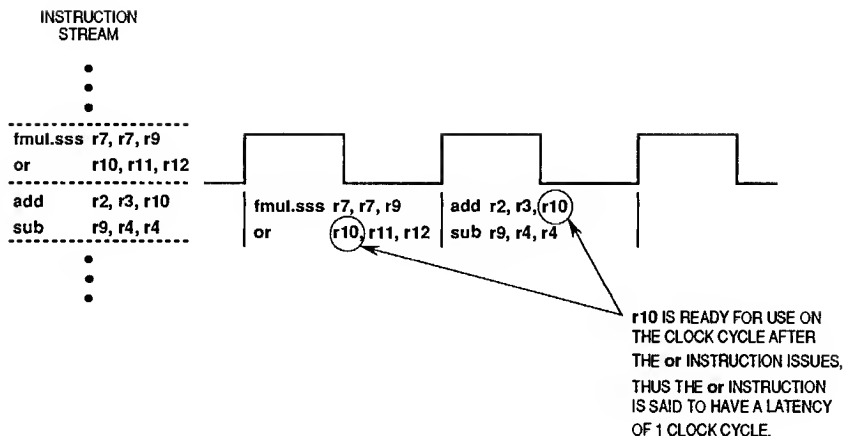 INSTRUCTION
STREAM
fmul.sss r7, r7, r9
or r10, r11, r12
add r2, r3, r10
sub r9, r4, r4
fmul.sss r7, r7, r9
or r10, r11, r12
add r2, r3, r10
sub r9, r4, r4
r10 IS READY FOR USE ON
THE CLOCK CYCLE AFTER
THE or INSTRUCTION ISSUES,
THUS THE or INSTRUCTION
IS SAID TO HAVE A LATENCY
OF 1 CLOCK CYCLE.